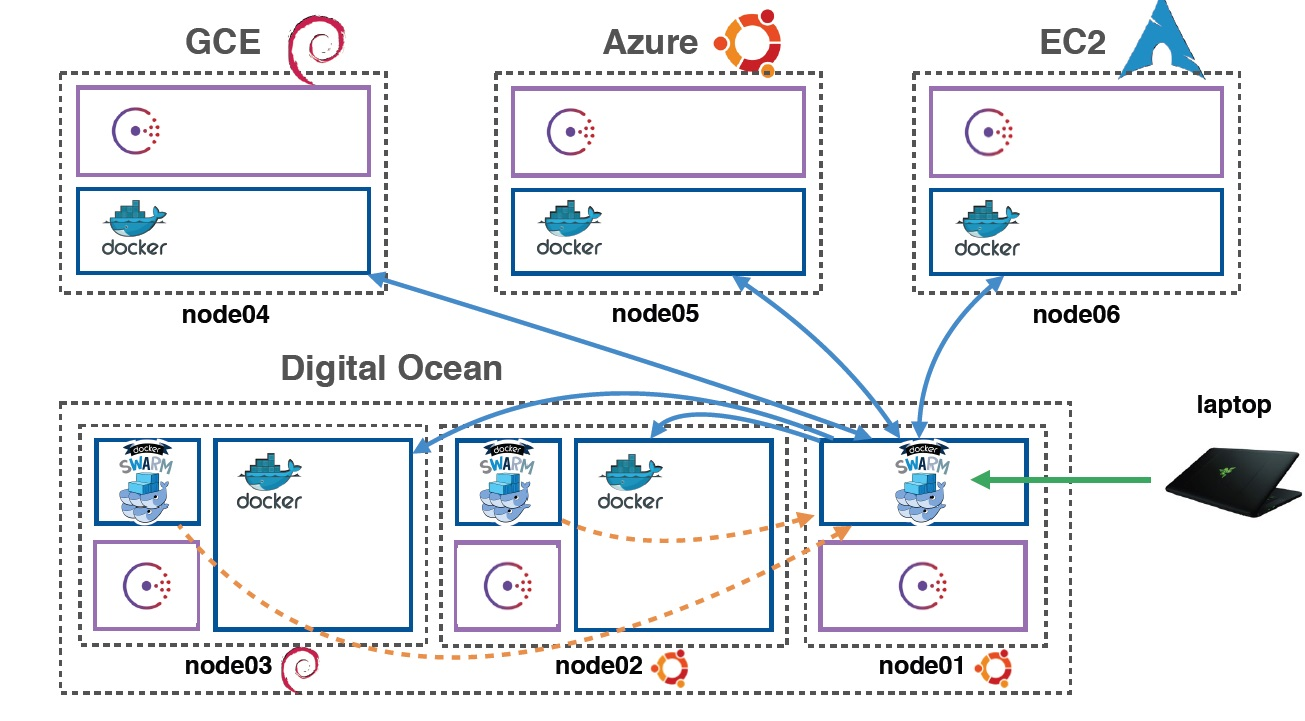 GCE
Azure
EC2
docker
docker
docker
node04
node05
node06
Digital Ocean
laptop
docker
SWARM
docker
docker
SWARM
docker
docker
SWARM
node03
node02
node01